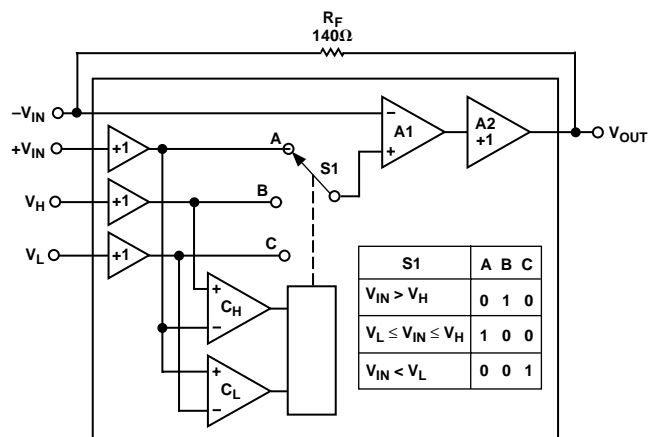 R_F
140Ω
–V_IN
+V_IN
V_H
V_L
+1
+1
+1
A
S1
B
C
–
A1
+
A2
+1
V_OUT
+
C_H
–
+
C_L
–
S1 A B C
V_IN > V_H 0 1 0
V_L ≤ V_IN ≤ V_H 1 0 0
V_IN < V_L 0 0 1